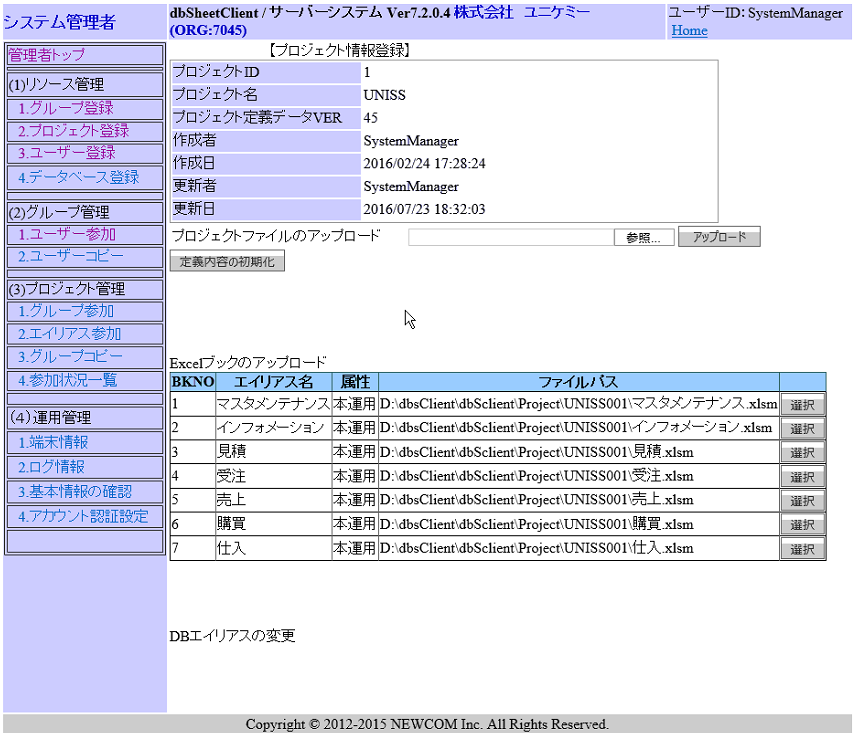 システム管理者
dbSheetClient / サーバーシステム Ver7.2.0.4 株式会社　ユニケミー
(ORG:7045)
ユーザーID: SystemManager
Home
管理者トップ
(1)リソース管理
1.グループ登録
2.プロジェクト登録
3.ユーザー登録
4.データベース登録
(2)グループ管理
1.ユーザー参加
2.ユーザーコピー
(3)プロジェクト管理
1.グループ参加
2.エイリアス参加
3.グループコピー
4.参加状況一覧
(4)運用管理
1.端末情報
2.ログ情報
3.基本情報の確認
4.アカウント認証設定
【プロジェクト情報登録】
プロジェクトID 1
プロジェクト名 UNISS
プロジェクト定義データVER 45
作成者 SystemManager
作成日 2016/02/24 17:28:24
更新者 SystemManager
更新日 2016/07/23 18:32:03
プロジェクトファイルのアップロード 参照... アップロード
定義内容の初期化
Excelブックのアップロード
BKNO エイリアス名 属性 ファイルパス
1 マスタメンテナンス 本運用 D:\dbsClient\dbSclient\Project\UNISS001\マスタメンテナンス.xlsm 選択
2 インフォメーション 本運用 D:\dbsClient\dbSclient\Project\UNISS001\インフォメーション.xlsm 選択
3 見積 本運用 D:\dbsClient\dbSclient\Project\UNISS001\見積.xlsm 選択
4 受注 本運用 D:\dbsClient\dbSclient\Project\UNISS001\受注.xlsm 選択
5 売上 本運用 D:\dbsClient\dbSclient\Project\UNISS001\売上.xlsm 選択
6 購買 本運用 D:\dbsClient\dbSclient\Project\UNISS001\購買.xlsm 選択
7 仕入 本運用 D:\dbsClient\dbSclient\Project\UNISS001\仕入.xlsm 選択
DBエイリアスの変更
Copyright © 2012-2015 NEWCOM Inc. All Rights Reserved.